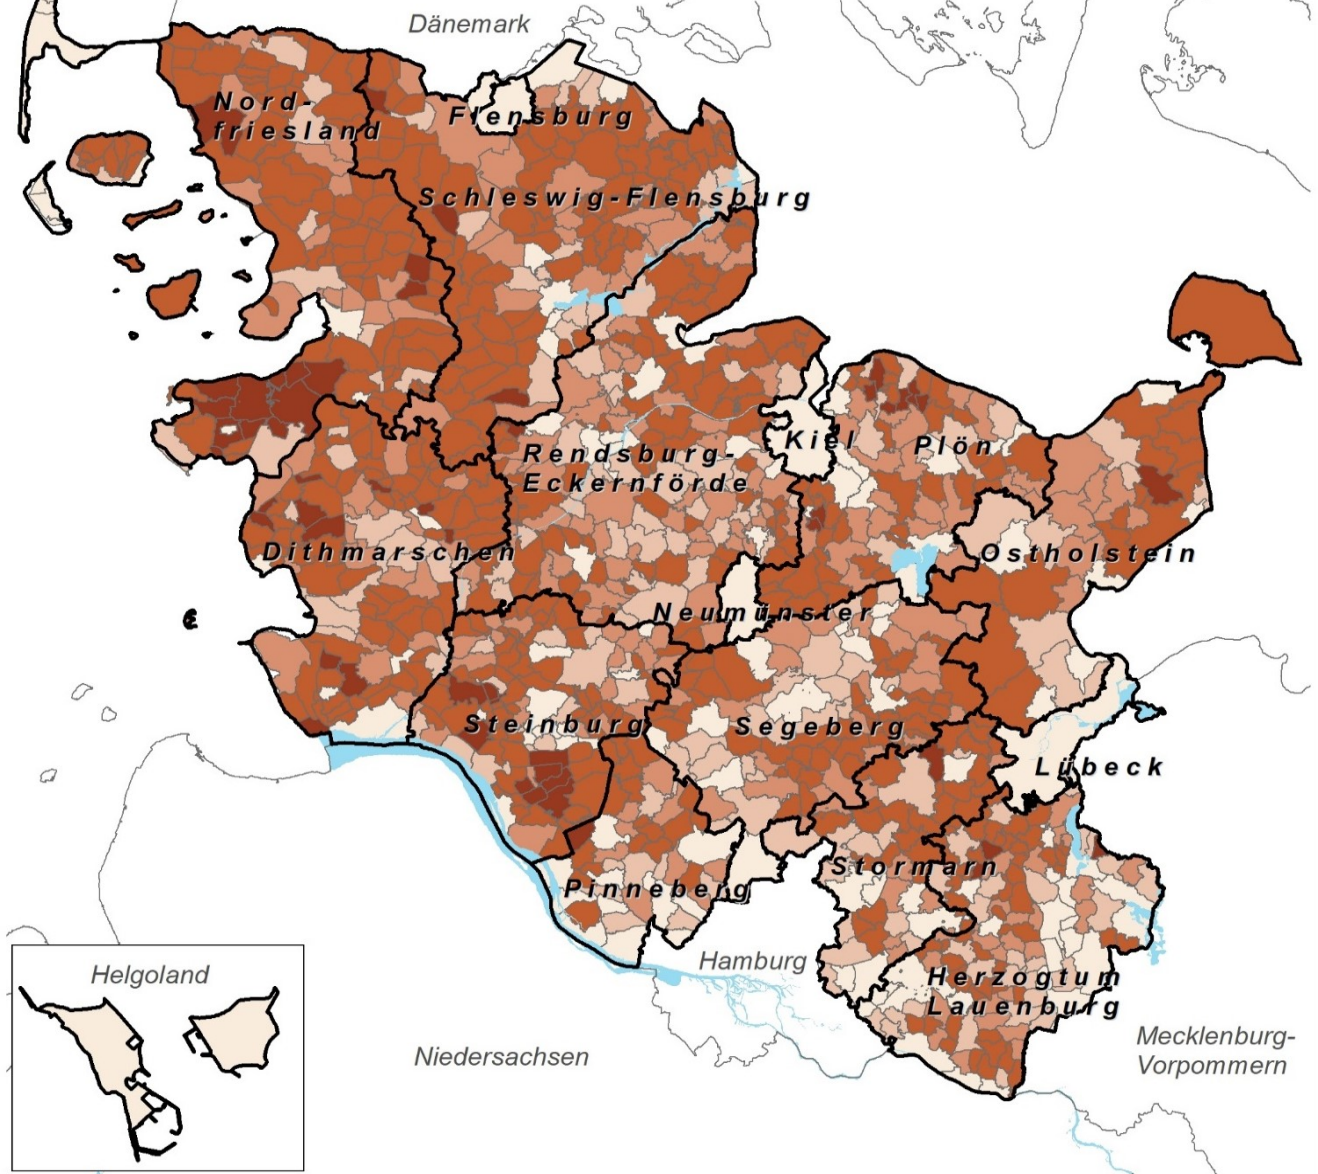 Dänemark
Nord-
friesland
Flensburg
Schleswig-Flensburg
Kiel
Plön
Rendsburg-
Eckernförde
Dithmarschen
Ostholstein
Neumünster
Steinburg
Segeberg
Lübeck
Stormarn
Pinneberg
Hamburg
Helgoland
Herzogtum
Lauenburg
Niedersachsen
Mecklenburg-
Vorpommern